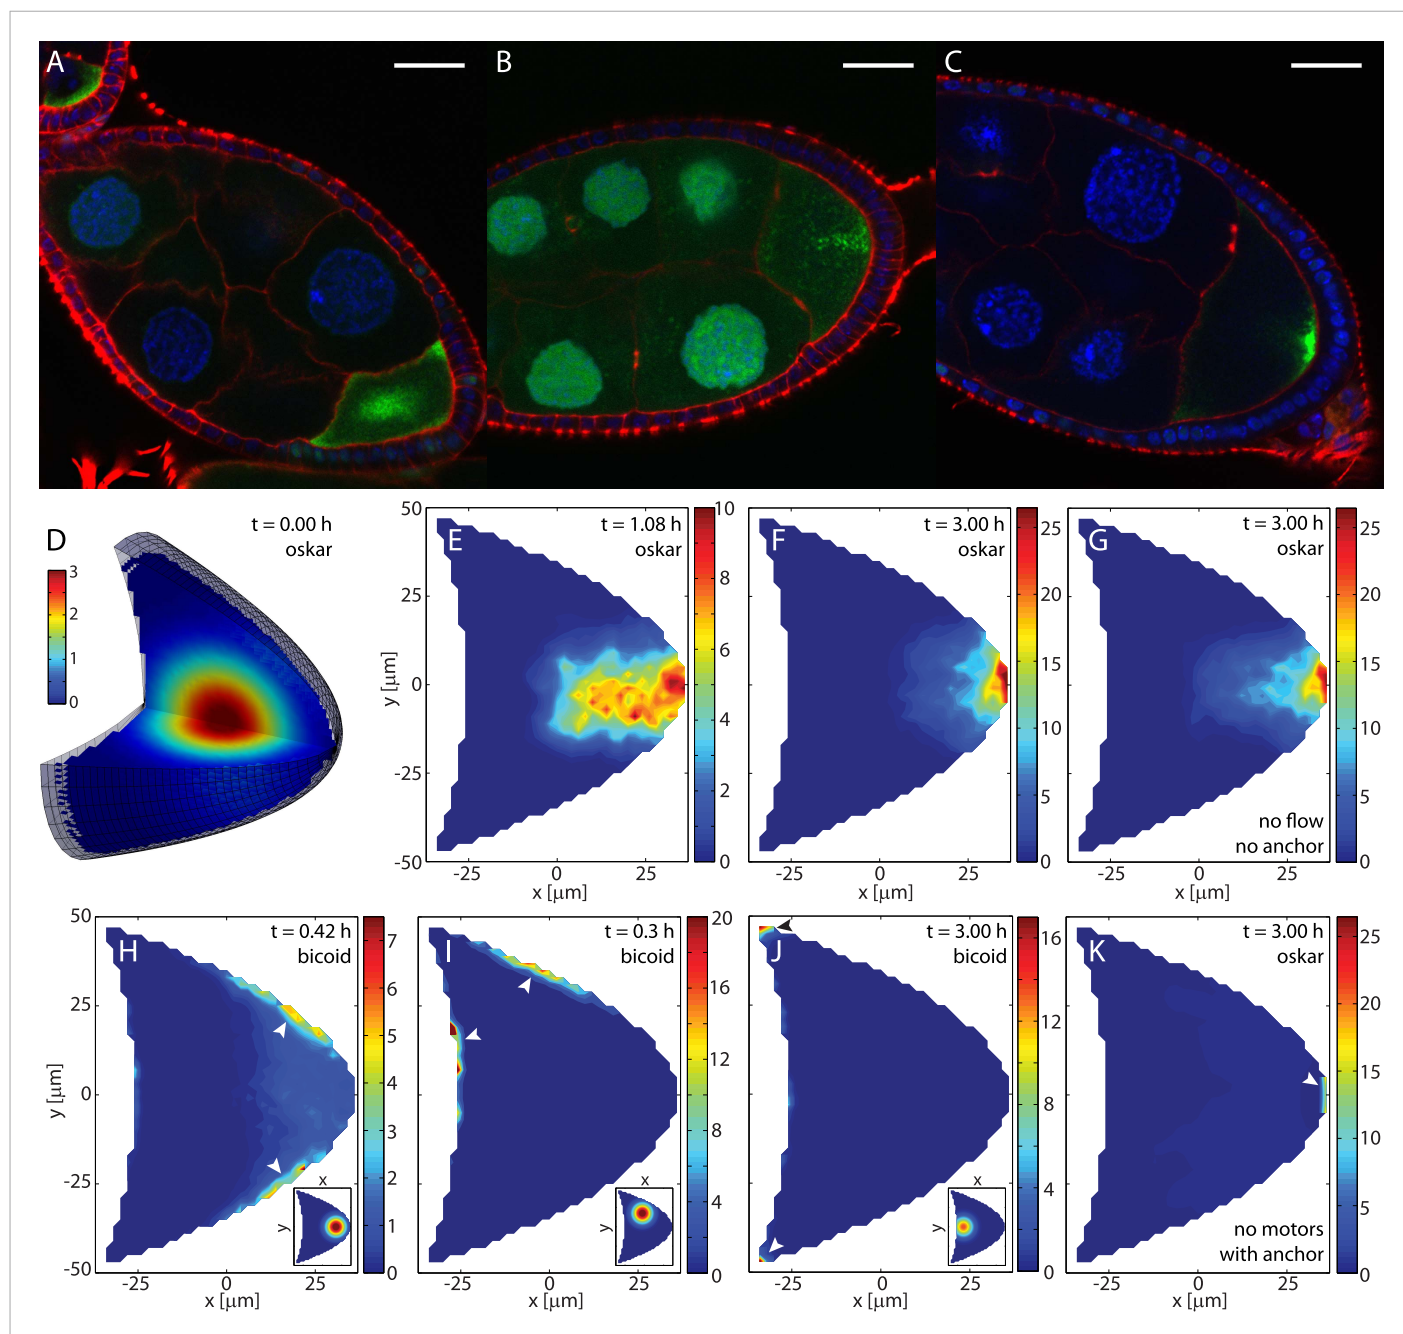 A
B
C
D
t = 0.00 h
oskar
3
2
1
0
E
t = 1.08 h
oskar
50
25
0
-25
-50
y [μm]
-25
0
25
x [μm]
10
8
6
4
2
0
F
t = 3.00 h
oskar
-25
0
25
x [μm]
25
20
15
10
5
0
G
t = 3.00 h
oskar
no flow
no anchor
-25
0
25
x [μm]
25
20
15
10
5
0
H
t = 0.42 h
bicoid
50
25
0
-25
-50
y [μm]
x
y
0
25
x [μm]
7
6
5
4
3
2
1
0
I
t = 0.3 h
bicoid
x
y
-25
0
25
x [μm]
20
16
12
8
4
0
J
t = 3.00 h
bicoid
x
y
-25
0
25
x [μm]
16
12
8
4
0
K
t = 3.00 h
oskar
no motors
with anchor
-25
0
25
x [μm]
25
20
15
10
5
0